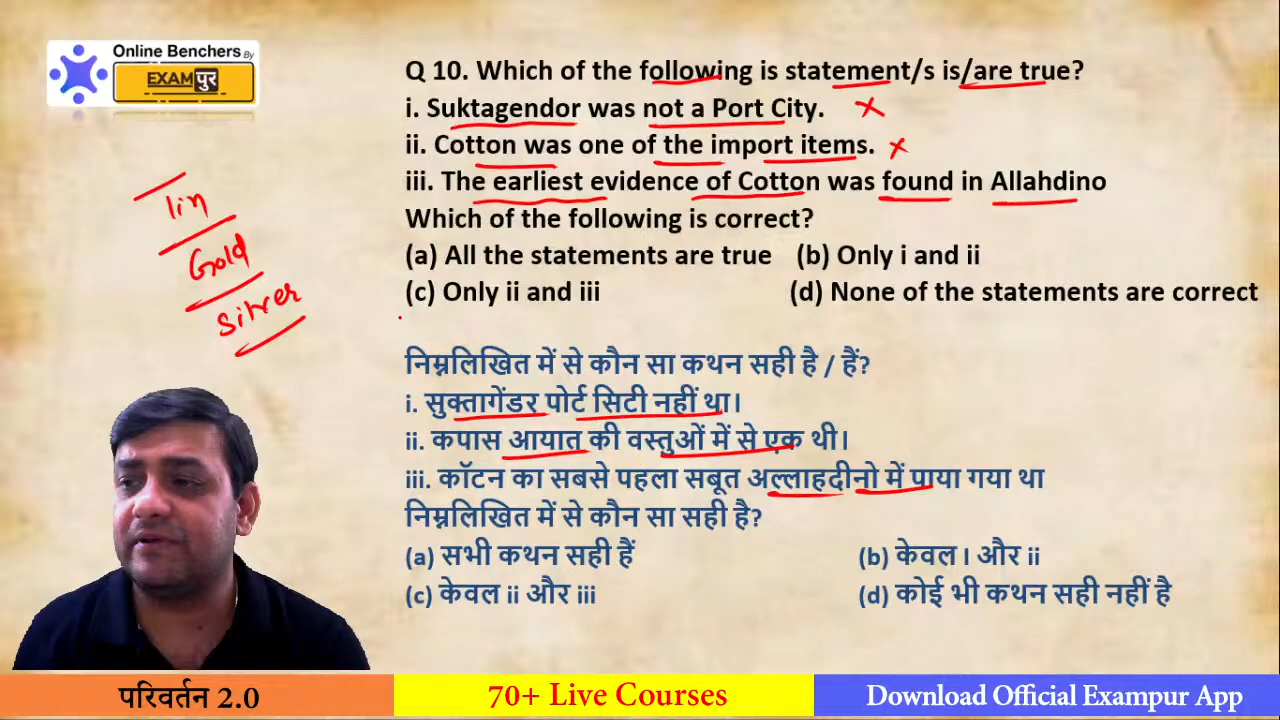 Online Benchers By
EXAMपुर
Q 10. Which of the following is statement/s is/are true?
i. Suktagendor was not a Port City.
ii. Cotton was one of the import items.
iii. The earliest evidence of Cotton was found in Allahdino
Which of the following is correct?
(a) All the statements are true (b) Only i and ii
(c) Only ii and iii (d) None of the statements are correct
Tin
Gold
Silver
निम्नलिखित में से कौन सा कथन सही है / हैं?
i. सुक्तागेंडर पोर्ट सिटी नहीं था।
ii. कपास आयात की वस्तुओं में से एक थी।
iii. कॉटन का सबसे पहला सबूत अल्लाहदीनो में पाया गया था
निम्नलिखित में से कौन सा सही है?
(a) सभी कथन सही हैं (b) केवल I और ii
(c) केवल ii और iii (d) कोई भी कथन सही नहीं है
परिवर्तन 2.0 70+ Live Courses Download Official Exampur App